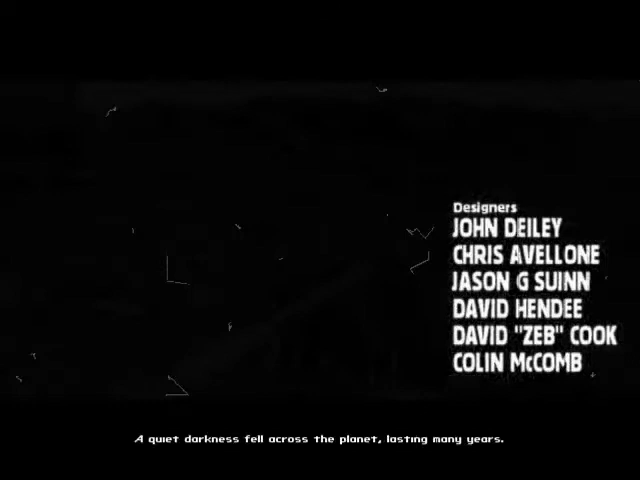 Designers
JOHN DEILEY
CHRIS AVELLONE
JASON G SUINN
DAVID HENDEE
DAVID "ZEB" COOK
COLIN McCOMB
A quiet darkness fell across the planet, lasting many years.